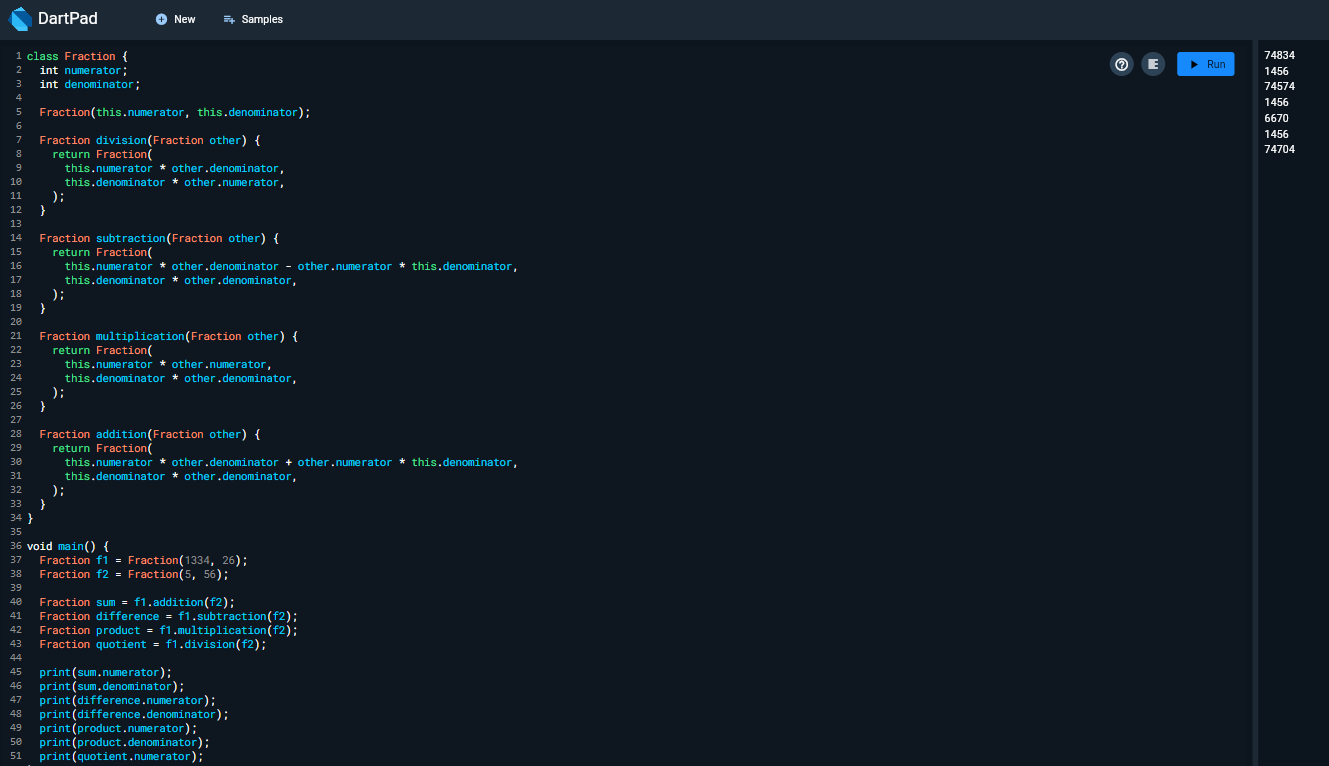 DartPad New Samples
1 class Fraction {
2   int numerator;
3   int denominator;
4
5   Fraction(this.numerator, this.denominator);
6
7   Fraction division(Fraction other) {
8     return Fraction(
9       this.numerator * other.denominator,
10       this.denominator * other.numerator,
11     );
12   }
13
14   Fraction subtraction(Fraction other) {
15     return Fraction(
16       this.numerator * other.denominator - other.numerator * this.denominator,
17       this.denominator * other.denominator,
18     );
19   }
20
21   Fraction multiplication(Fraction other) {
22     return Fraction(
23       this.numerator * other.numerator,
24       this.denominator * other.denominator,
25     );
26   }
27
28   Fraction addition(Fraction other) {
29     return Fraction(
30       this.numerator * other.denominator + other.numerator * this.denominator,
31       this.denominator * other.denominator,
32     );
33   }
34 }
35
36 void main() {
37   Fraction f1 = Fraction(1334, 26);
38   Fraction f2 = Fraction(5, 56);
39
40   Fraction sum = f1.addition(f2);
41   Fraction difference = f1.subtraction(f2);
42   Fraction product = f1.multiplication(f2);
43   Fraction quotient = f1.division(f2);
44
45   print(sum.numerator);
46   print(sum.denominator);
47   print(difference.numerator);
48   print(difference.denominator);
49   print(product.numerator);
50   print(product.denominator);
51   print(quotient.numerator);
Run
74834
1456
74574
1456
6670
1456
74704